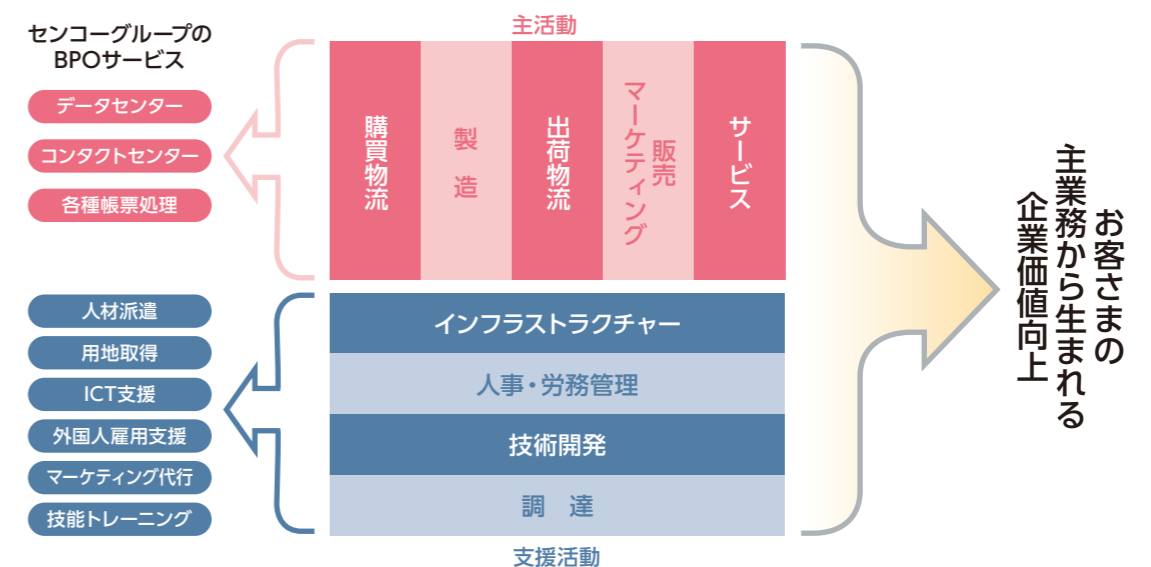 センコーグループの
BPOサービス
データセンター
コンタクトセンター
各種帳票処理
人材派遣
用地取得
ICT支援
外国人雇用支援
マーケティング代行
技能トレーニング
主活動
購買物流
製造
出荷物流
販売
マーケティング
サービス
インフラストラクチャー
人事・労務管理
技術開発
調達
支援活動
お客さまの
主業務から生まれる
企業価値向上